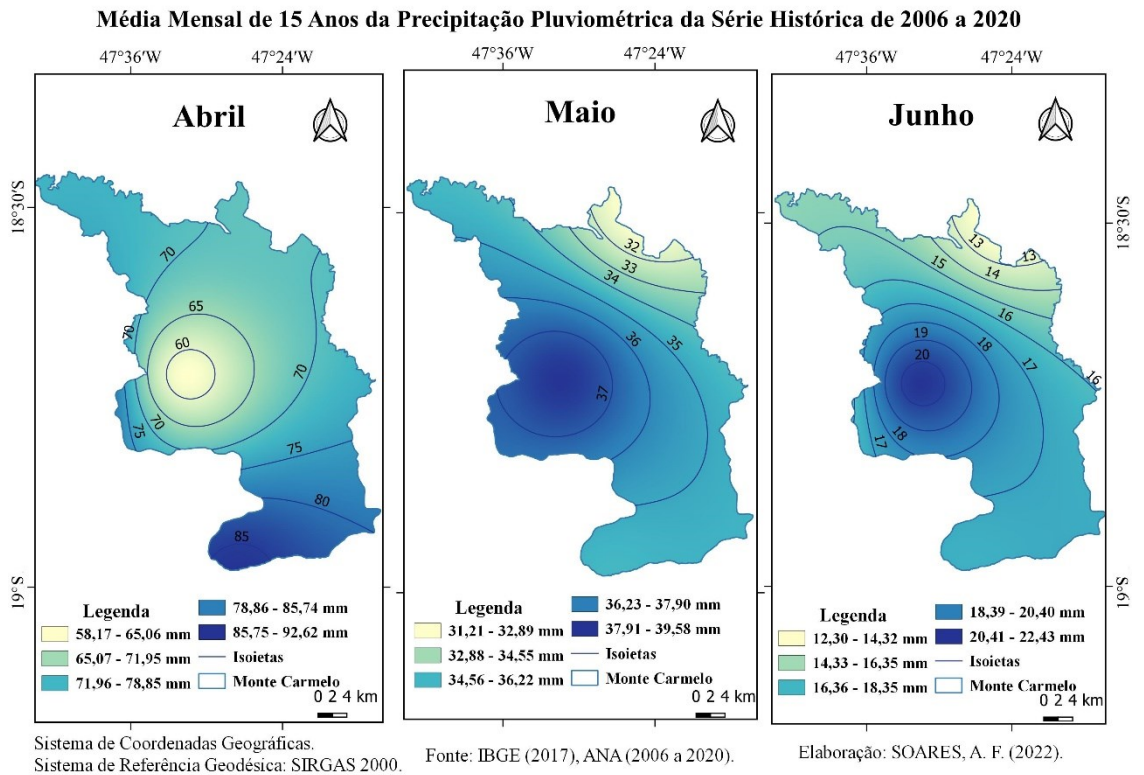 Média Mensal de 15 Anos da Precipitação Pluviométrica da Série Histórica de 2006 a 2020
47°36'W 47°24'W
47°36'W 47°24'W
47°36'W 47°24'W
18°30'S
19°S
Abril
70
65
70
60
70
70
75
75
80
85
Legenda
58,17 - 65,06 mm
65,07 - 71,95 mm
71,96 - 78,85 mm
78,86 - 85,74 mm
85,75 - 92,62 mm
Isoietas
Monte Carmelo
0 2 4 km
Maio
32
33
34
35
36
37
Legenda
31,21 - 32,89 mm
32,88 - 34,55 mm
34,56 - 36,22 mm
36,23 - 37,90 mm
37,91 - 39,58 mm
Isoietas
Monte Carmelo
0 2 4 km
Junho
13
13
14
15
16
19
18
17
20
16
18
17
Legenda
12,30 - 14,32 mm
14,33 - 16,35 mm
16,36 - 18,35 mm
18,39 - 20,40 mm
20,41 - 22,43 mm
Isoietas
Monte Carmelo
0 2 4 km
18°30'S
19°S
Sistema de Coordenadas Geográficas.
Sistema de Referência Geodésica: SIRGAS 2000.
Fonte: IBGE (2017), ANA (2006 a 2020).
Elaboração: SOARES, A. F. (2022).